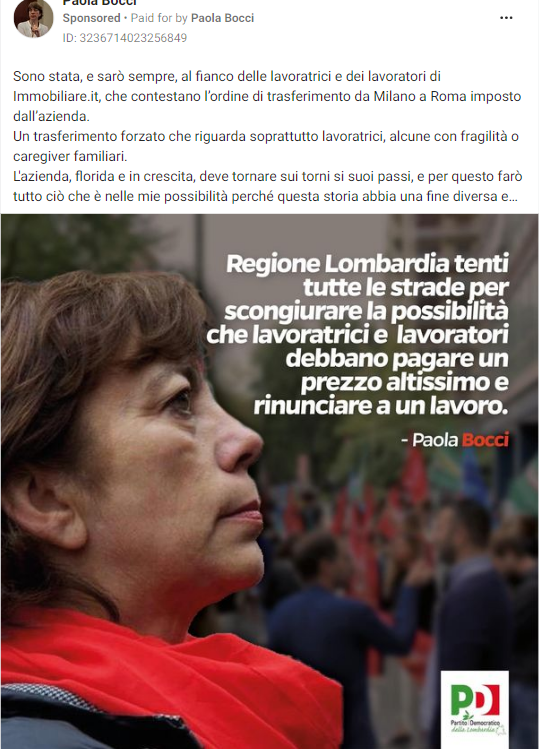 Paola Bocci
Sponsored • Paid for by Paola Bocci
ID: 3236714023256849
Sono stata, e sarò sempre, al fianco delle lavoratrici e dei lavoratori di
Immobiliare.it, che contestano l'ordine di trasferimento da Milano a Roma imposto
dall'azienda.
Un trasferimento forzato che riguarda soprattutto lavoratrici, alcune con fragilità o
caregiver familiari.
L'azienda, florida e in crescita, deve tornare sui torni si suoi passi, e per questo farò
tutto ciò che è nelle mie possibilità perché questa storia abbia una fine diversa e...
Regione Lombardia tenti
tutte le strade per
scongiurare la possibilità
che lavoratrici e lavoratori
debbano pagare un
prezzo altissimo e
rinunciare a un lavoro.
- Paola Bocci
PD
Partito Democratico
della Lombardia